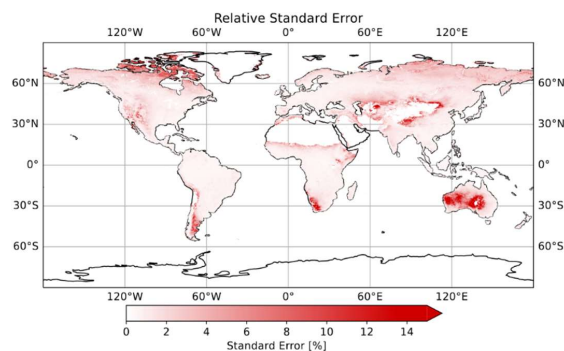 Relative Standard Error
120°W 60°W 0° 60°E 120°E
60°N 60°N
30°N 30°N
0° 0°
30°S 30°S
60°S 60°S
120°W 60°W 0° 60°E 120°E
0 2 4 6 8 10 12 14
Standard Error [%]